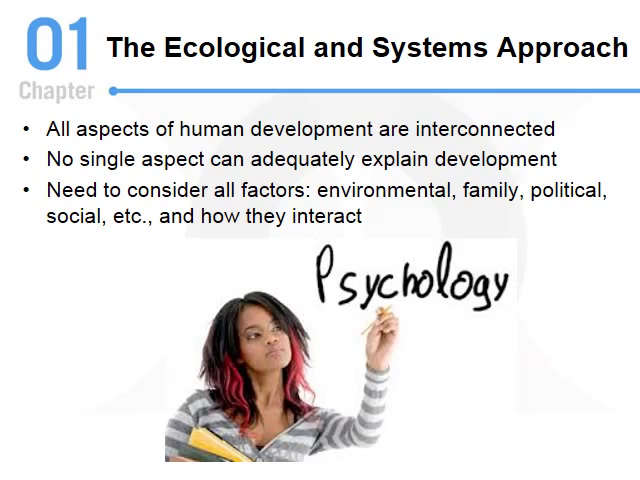 01
Chapter
The Ecological and Systems Approach
• All aspects of human development are interconnected
• No single aspect can adequately explain development
• Need to consider all factors: environmental, family, political,
social, etc., and how they interact
Psychology